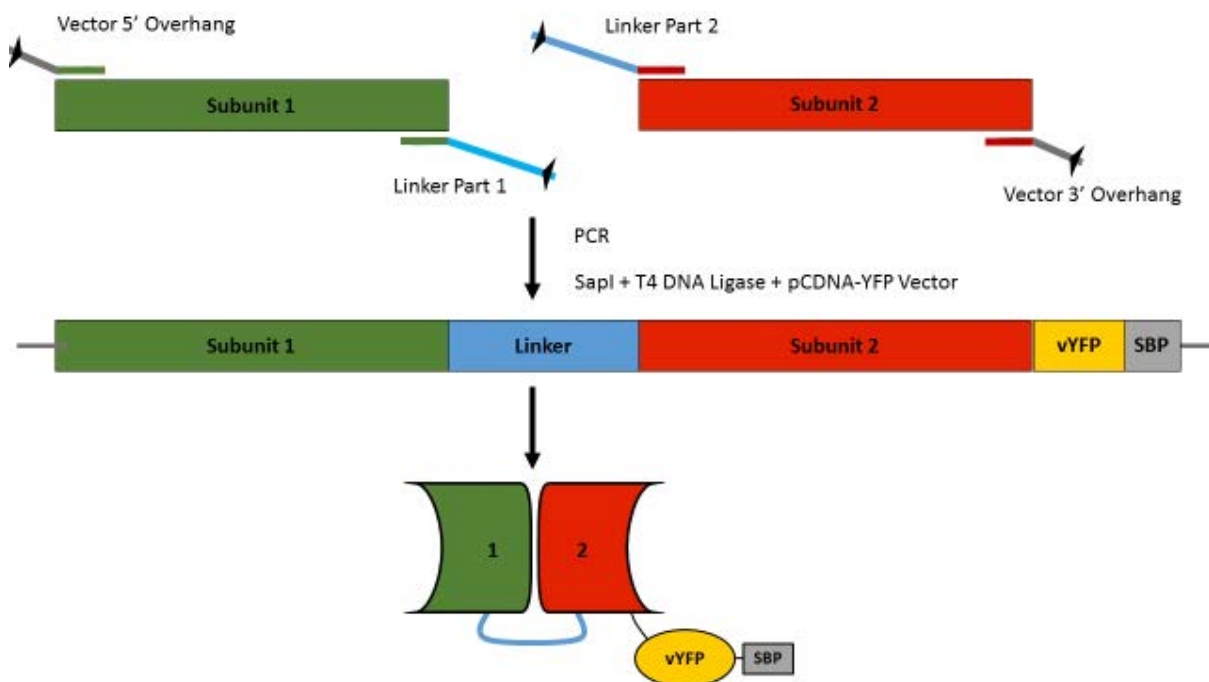 Vector 5’ Overhang
Linker Part 2
Subunit 1
Subunit 2
Linker Part 1
Vector 3’ Overhang
PCR
SapI + T4 DNA Ligase + pCDNA-YFP Vector
Subunit 1
Linker
Subunit 2
vYFP
SBP
1
2
vYFP
SBP